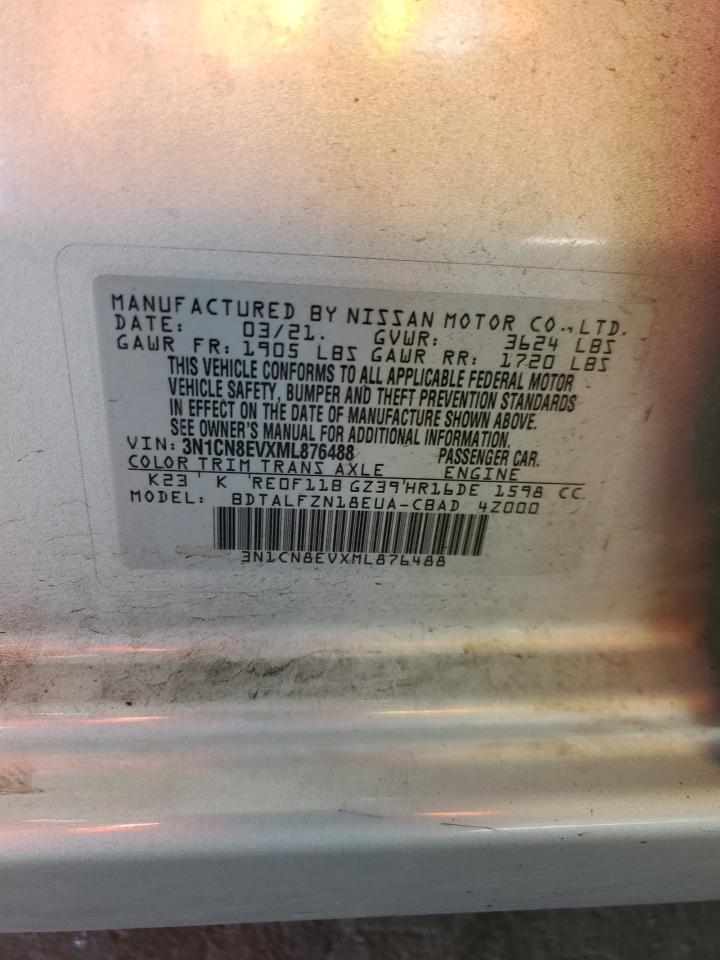 MANUFACTURED BY NISSAN MOTOR CO., LTD.
DATE: 03/21. GVWR: 3624 LBS
GAWR FR: 1905 LBS GAWR RR: 1720 LBS
THIS VEHICLE CONFORMS TO ALL APPLICABLE FEDERAL MOTOR
VEHICLE SAFETY, BUMPER AND THEFT PREVENTION STANDARDS
IN EFFECT ON THE DATE OF MANUFACTURE SHOWN ABOVE.
SEE OWNER'S MANUAL FOR ADDITIONAL INFORMATION.
VIN: 3N1CN8EVXML876488 PASSENGER CAR.
COLOR TRIM TRANS AXLE ENGINE
K23 K RE0F11B GZ39 HR16DE 1598 CC
MODEL: BDTALFZN18EUA-CBAD 4Z000
3N1CN8EVXML876488